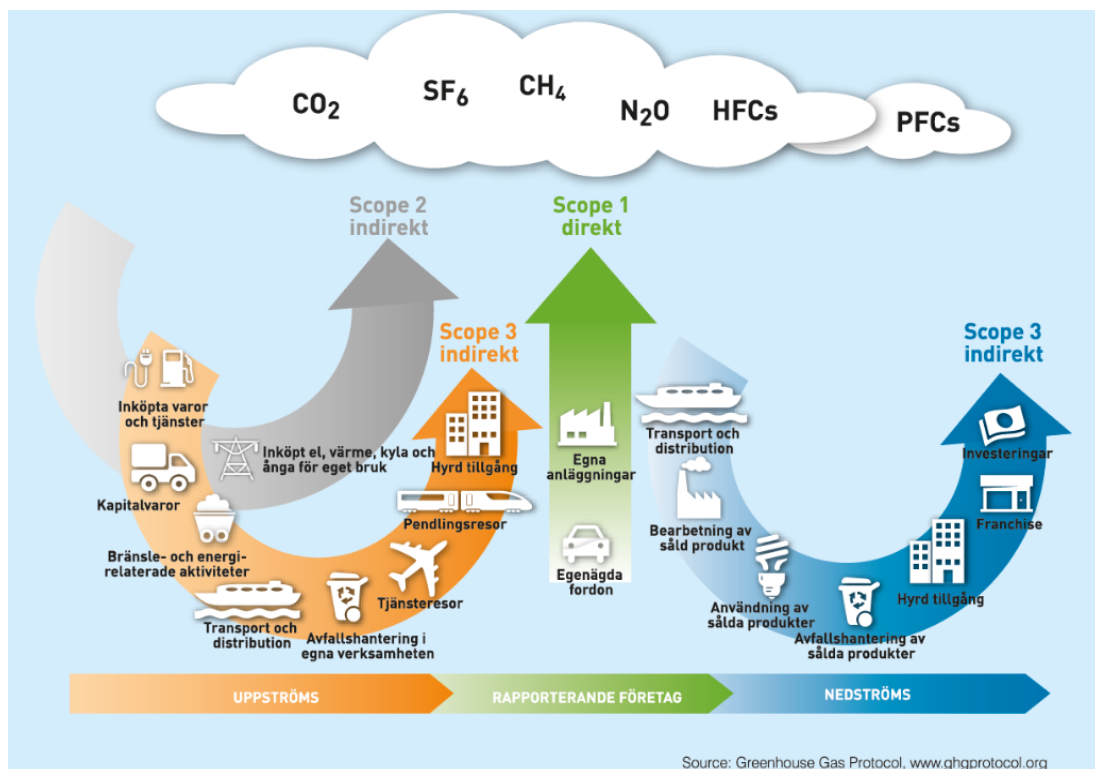 CO₂
SF₆
CH₄
N₂O
HFCs
PFCs
Scope 2
indirekt
Scope 1
direkt
Scope 3
indirekt
Scope 3
indirekt
Inköpta varor
och tjänster
Kapitalvaror
Bränsle- och energi-
relaterade aktiviteter
Transport och
distribution
Avfallshantering i
egna verksamheten
Tjänsteresor
Pendlingsresor
Hyrd tillgång
Inköpt el, värme, kyla och
ånga för eget bruk
Egna
anläggningar
Egenägda
fordon
Transport och
distribution
Bearbetning av
såld produkt
Användning av
sålda produkter
Avfallshantering av
sålda produkter
Hyrd tillgång
Franchise
Investeringar
UPPSTRÖMS
RAPPORTERANDE FÖRETAG
NEDSTRÖMS
Source: Greenhouse Gas Protocol, www.ghgprotocol.org